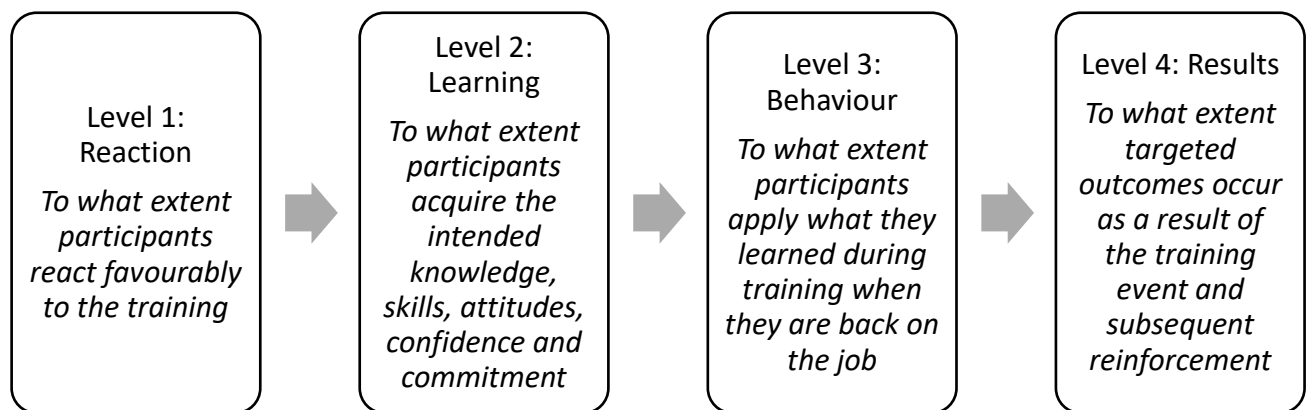 Level 1:
Reaction
To what extent
participants
react favourably
to the training
Level 2:
Learning
To what extent
participants
acquire the
intended
knowledge,
skills, attitudes,
confidence and
commitment
Level 3:
Behaviour
To what extent
participants
apply what they
learned during
training when
they are back on
the job
Level 4: Results
To what extent
targeted
outcomes occur
as a result of
the training
event and
subsequent
reinforcement